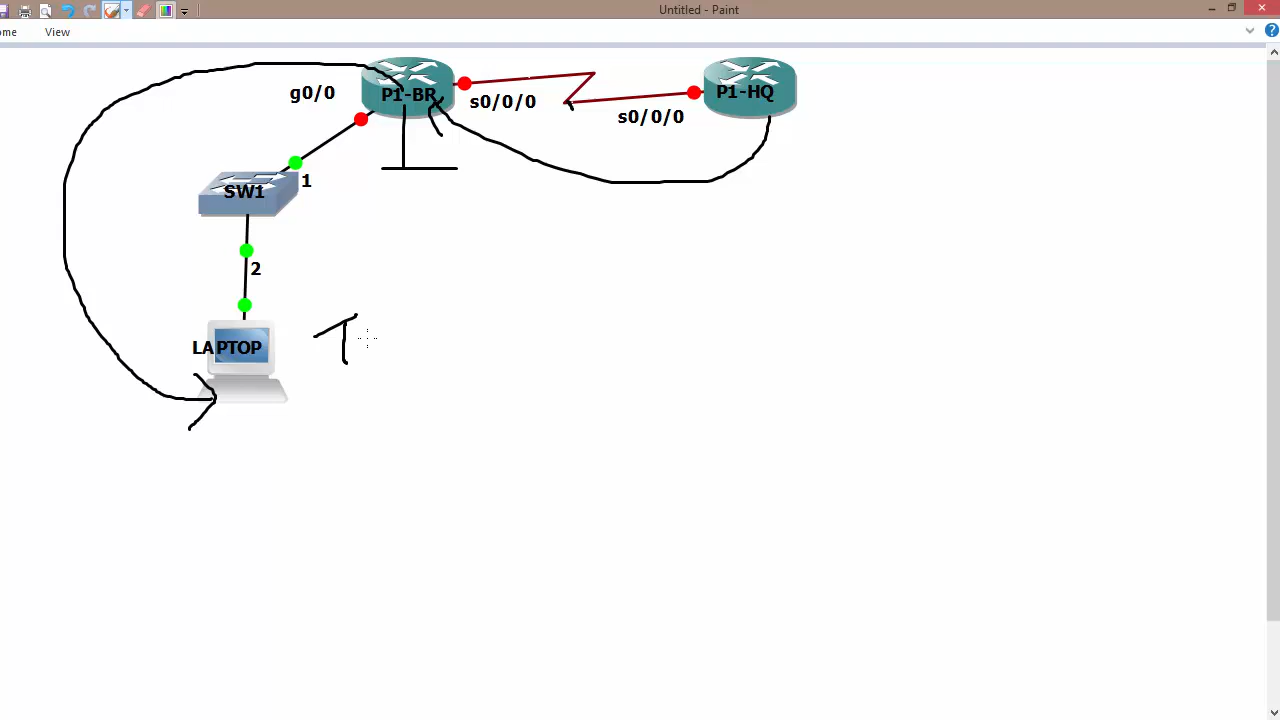 Untitled - Paint
ome View
g0/0
P1-BR
s0/0/0
s0/0/0
P1-HQ
SW1
1
2
LAPTOP
T